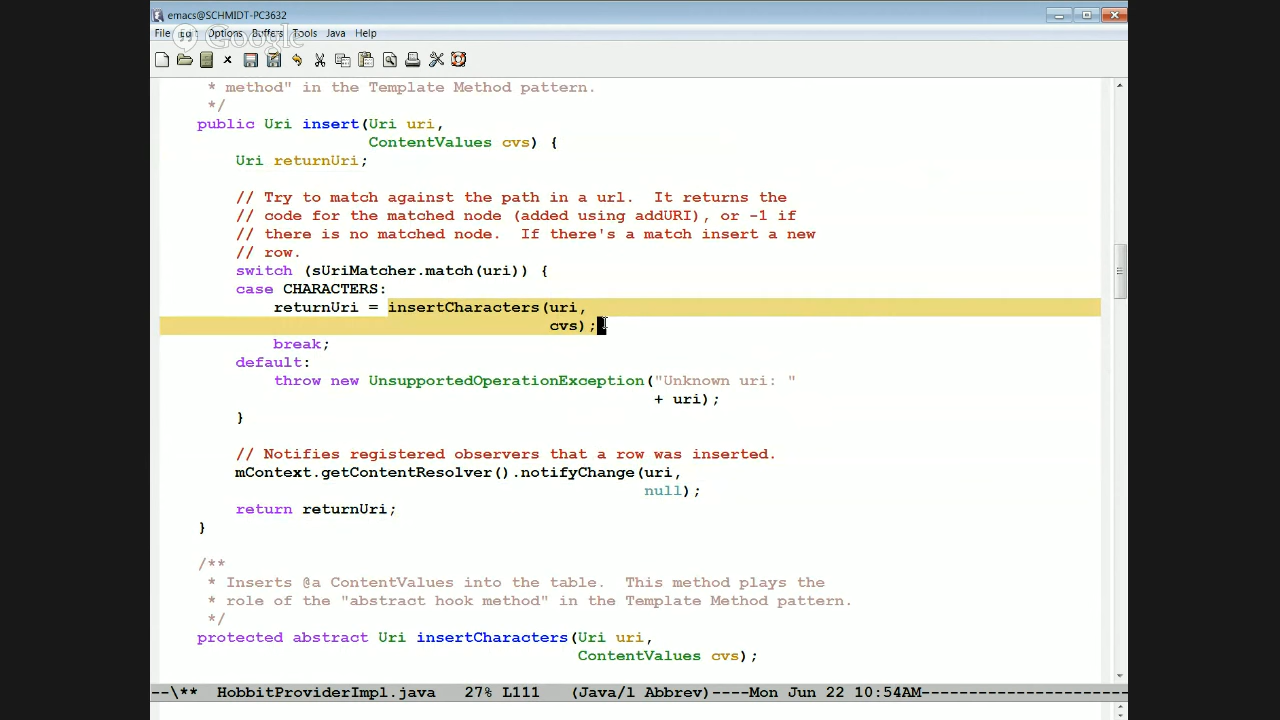 emacs@SCHMIDT-PC3632
File Edit Options Buffers Tools Java Help
Google
* method" in the Template Method pattern.
*/
public Uri insert(Uri uri,
ContentValues cvs) {
Uri returnUri;
// Try to match against the path in a url.  It returns the
// code for the matched node (added using addURI), or -1 if
// there is no matched node.  If there's a match insert a new
// row.
switch (sUriMatcher.match(uri)) {
case CHARACTERS:
returnUri = insertCharacters(uri,
cvs);
break;
default:
throw new UnsupportedOperationException("Unknown uri: "
+ uri);
}
// Notifies registered observers that a row was inserted.
mContext.getContentResolver().notifyChange(uri,
null);
return returnUri;
}
/**
* Inserts @a ContentValues into the table.  This method plays the
* role of the "abstract hook method" in the Template Method pattern.
*/
protected abstract Uri insertCharacters(Uri uri,
ContentValues cvs);
--\**  HobbitProviderImpl.java   27% L111   (Java/l Abbrev)----Mon Jun 22 10:54AM----------------------